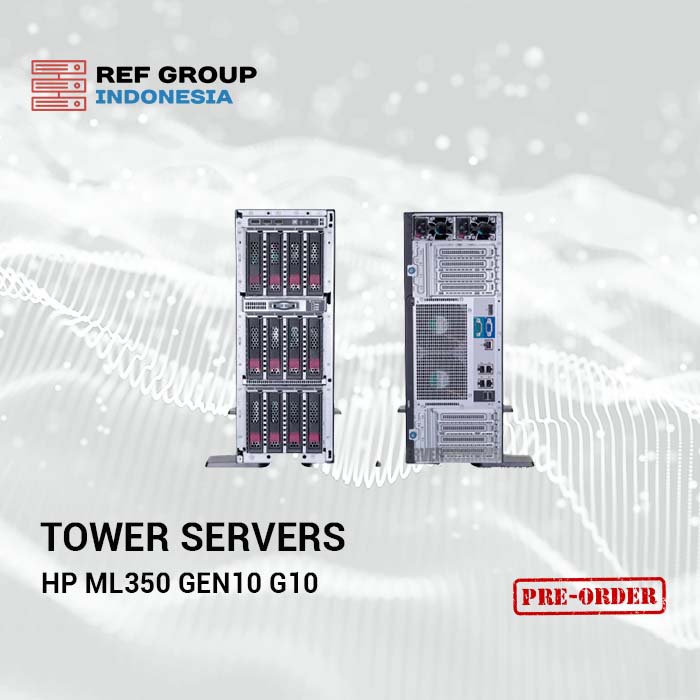 REF GROUP
INDONESIA
TOWER SERVERS
HP ML350 GEN10 G10
PRE-ORDER